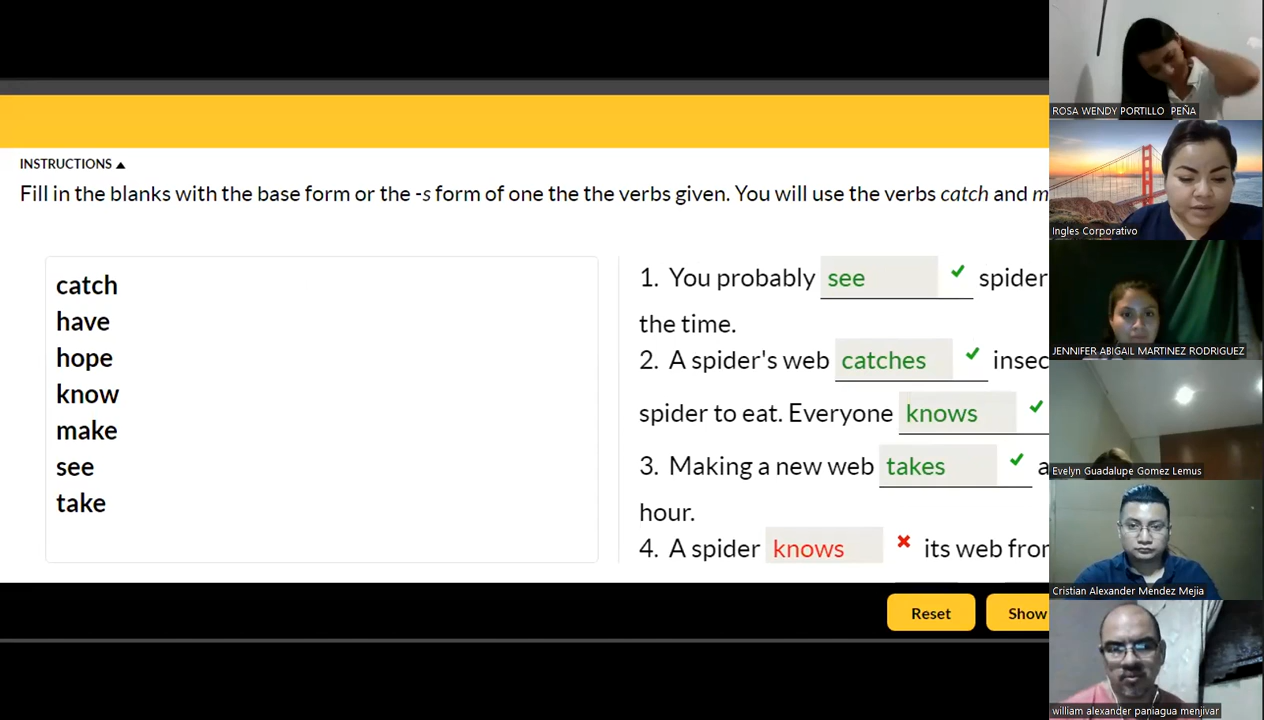 INSTRUCTIONS
Fill in the blanks with the base form or the -s form of one the the verbs given. You will use the verbs catch and m
catch
have
hope
know
make
see
take
1. You probably see spider
the time.
2. A spider's web catches insec
spider to eat. Everyone knows
3. Making a new web takes a
hour.
4. A spider knows its web fror
Reset
Show
ROSA WENDY PORTILLO PEÑA
Ingles Corporativo
JENNIFER ABIGAIL MARTINEZ RODRIGUEZ
Evelyn Guadalupe Gomez Lemus
Cristian Alexander Mendez Mejia
william alexander paniagua menjivar